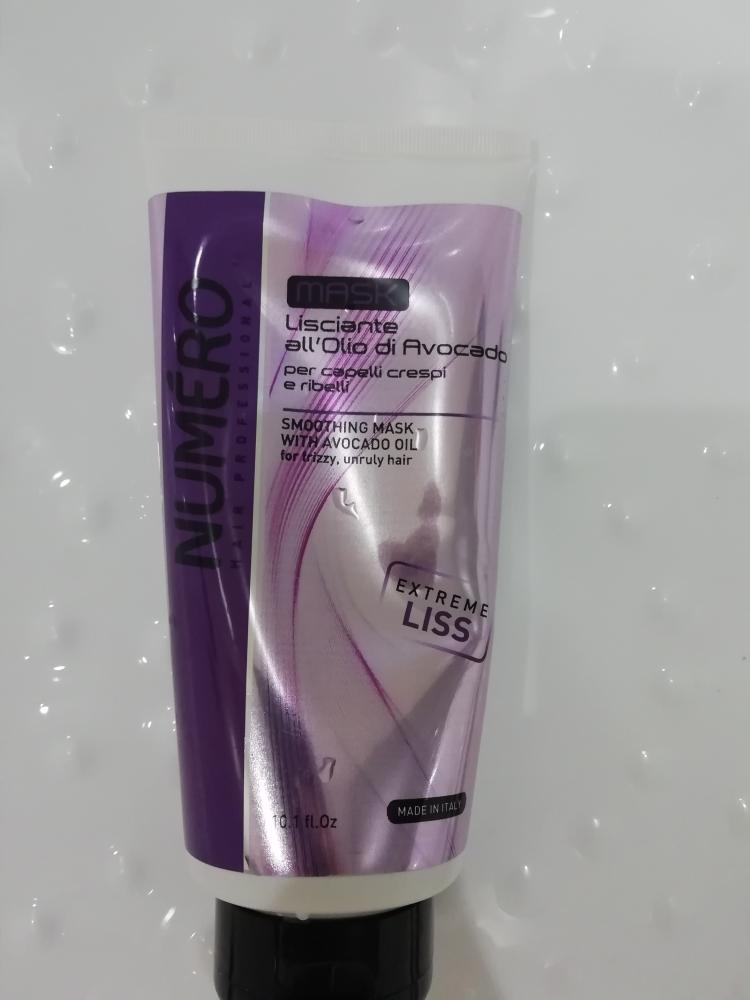 NUMÉRO
HAIR PROFESSIONAL
MASK
Lisciante
all'Olio di Avocado
per capelli crespi
e ribelli
SMOOTHING MASK
WITH AVOCADO OIL
for frizzy, unruly hair
EXTREME
LISS
MADE IN ITALY
10.1 fl.Oz